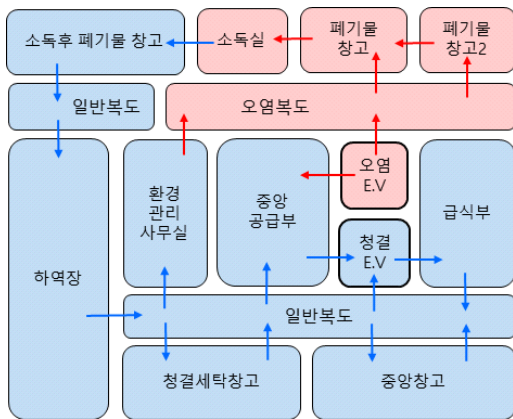 소독후 폐기물 창고
소독실
폐기물
창고
폐기물
창고2
일반복도
오염복도
하역장
환경
관리
사무실
중앙
공급부
오염
E.V
청결
E.V
급식부
일반복도
청결세탁창고
중앙창고